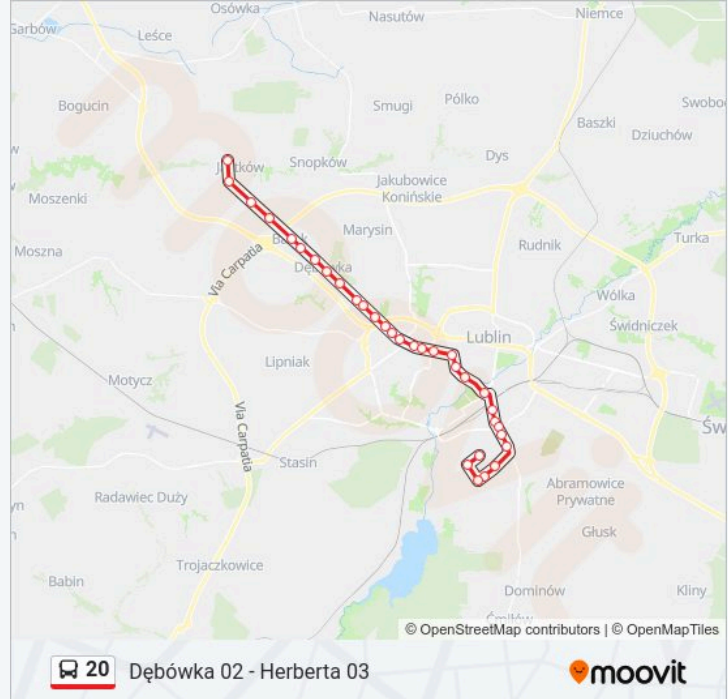 Osówka
Nasutów
Niemce
Garbów
Leśce
Bogucin
Smugi
Pólko
Baszki
Dziuchów
Snopków
Dys
Jakubowice
Konińskie
Moszenki
Marysin
Turka
Moszna
Rudnik
Via Carpatia
Dębówka
Wólka
Świdniczek
Lublin
Lipniak
Motycz
Via Carpatia
Stasin
Radawiec Duży
Abramowice
Prywatne
Głusk
Trojaczkowice
Babin
Dominów
Kliny
© OpenStreetMap contributors | © OpenMapTiles
20 Dębówka 02 - Herberta 03
moovit